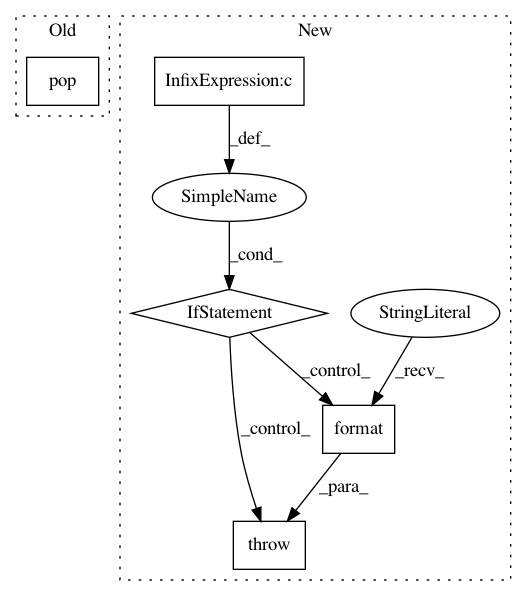 Old
New
pop
InfixExpression:c
_def_
SimpleName
_cond_
IfStatement
StringLiteral
_control_
_recv_
_control_
format
_para_
throw